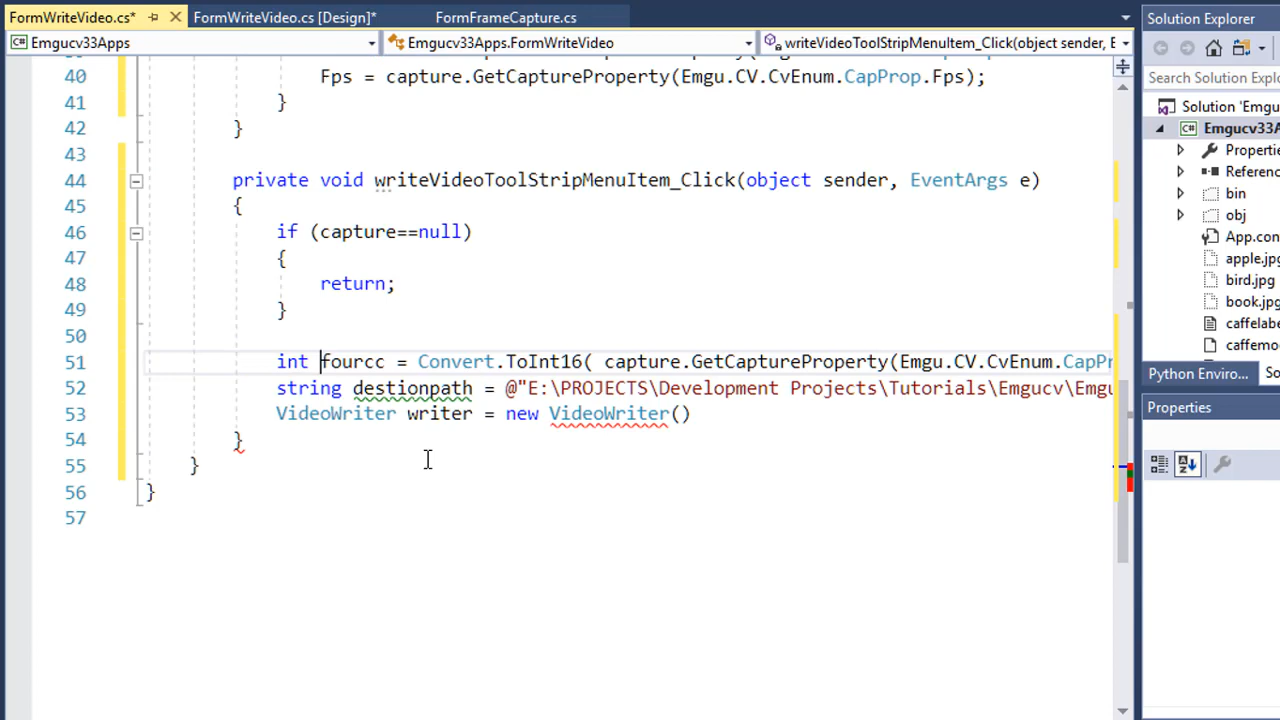 FormWriteVideo.cs*
FormWriteVideo.cs [Design]*
FormFrameCapture.cs
Solution Explorer
Emgucv33Apps
Emgucv33Apps.FormWriteVideo
writeVideoToolStripMenuItem_Click(object sender, E
Search Solution Explo
Solution 'Emgu
Emgucv33A
Properti
Referenc
bin
obj
App.con
apple.jpg
bird.jpg
book.jpg
caffelabe
caffemo
Python Enviro...
So
Properties
40 Fps = capture.GetCaptureProperty(Emgu.CV.CvEnum.CapProp.Fps);
41 }
42 }
43
44 private void writeVideoToolStripMenuItem_Click(object sender, EventArgs e)
45 {
46 if (capture==null)
47 {
48 return;
49 }
50
51 int fourcc = Convert.ToInt16( capture.GetCaptureProperty(Emgu.CV.CvEnum.CapPr
52 string destionpath = @"E:\PROJECTS\Development Projects\Tutorials\Emgucv\Emgu
53 VideoWriter writer = new VideoWriter()
54 }
55 }
56 }
57